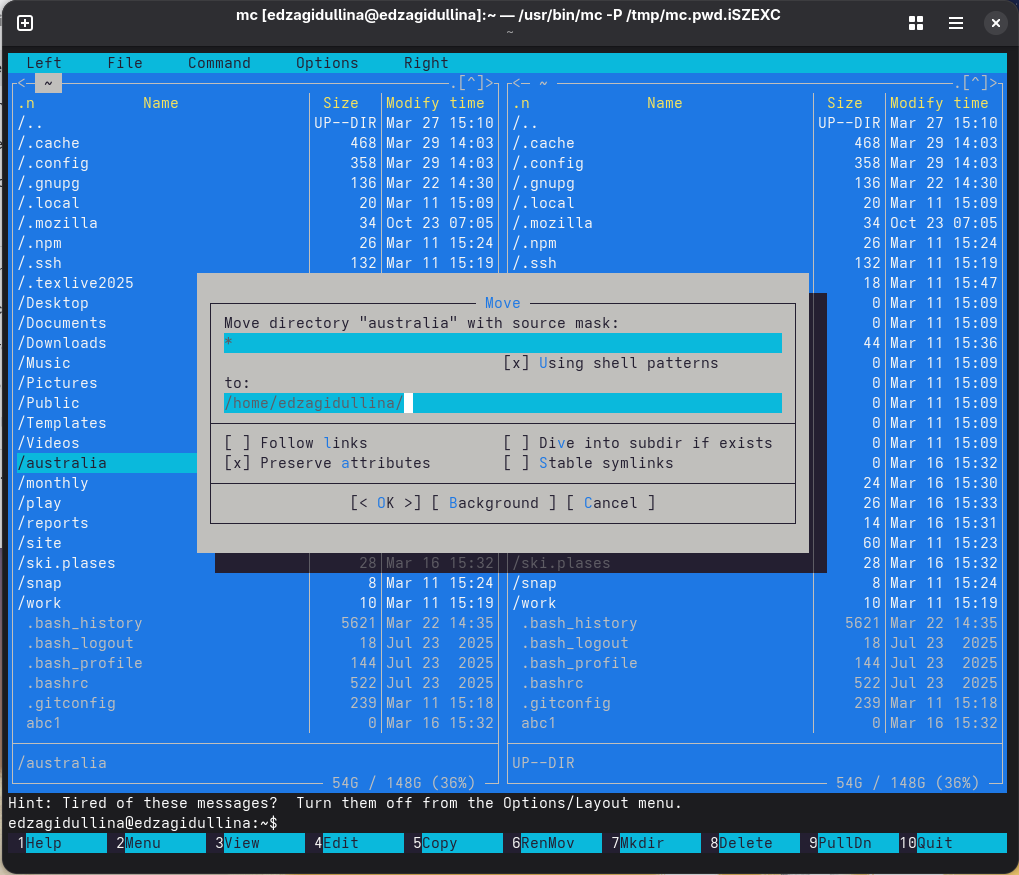 mc [edzagidullina@edzagidullina]:~ — /usr/bin/mc -P /tmp/mc.pwd.iSZEXC
~
Left File Command Options Right
<─ ~ .[^]> <─ ~ .[^]>
.n Name Size Modify time .n Name Size Modify time
/.. UP--DIR Mar 27 15:10 /.. UP--DIR Mar 27 15:10
/.cache 468 Mar 29 14:03 /.cache 468 Mar 29 14:03
/.config 358 Mar 29 14:03 /.config 358 Mar 29 14:03
/.gnupg 136 Mar 22 14:30 /.gnupg 136 Mar 22 14:30
/.local 20 Mar 11 15:09 /.local 20 Mar 11 15:09
/.mozilla 34 Oct 23 07:05 /.mozilla 34 Oct 23 07:05
/.npm 26 Mar 11 15:24 /.npm 26 Mar 11 15:24
/.ssh 132 Mar 11 15:19 /.ssh 132 Mar 11 15:19
/.texlive2025 18 Mar 11 15:47
/Desktop Move 0 Mar 11 15:09
/Documents Move directory "australia" with source mask: 0 Mar 11 15:09
/Downloads * 44 Mar 11 15:36
/Music [x] Using shell patterns 0 Mar 11 15:09
/Pictures to: 0 Mar 11 15:09
/Public /home/edzagidullina/ 0 Mar 11 15:09
/Templates 0 Mar 11 15:09
/Videos [ ] Follow links [ ] Dive into subdir if exists 0 Mar 11 15:09
/australia [x] Preserve attributes [ ] Stable symlinks 0 Mar 16 15:32
/monthly 24 Mar 16 15:30
/play [< OK >] [ Background ] [ Cancel ] 26 Mar 16 15:33
/reports 14 Mar 16 15:31
/site 60 Mar 11 15:23
/ski.plases 28 Mar 16 15:32 /ski.plases 28 Mar 16 15:32
/snap 8 Mar 11 15:24 /snap 8 Mar 11 15:24
/work 10 Mar 11 15:19 /work 10 Mar 11 15:19
.bash_history 5621 Mar 22 14:35 .bash_history 5621 Mar 22 14:35
.bash_logout 18 Jul 23 2025 .bash_logout 18 Jul 23 2025
.bash_profile 144 Jul 23 2025 .bash_profile 144 Jul 23 2025
.bashrc 522 Jul 23 2025 .bashrc 522 Jul 23 2025
.gitconfig 239 Mar 11 15:18 .gitconfig 239 Mar 11 15:18
abc1 0 Mar 16 15:32 abc1 0 Mar 16 15:32
/australia UP--DIR
54G / 148G (36%) 54G / 148G (36%)
Hint: Tired of these messages? Turn them off from the Options/Layout menu.
edzagidullina@edzagidullina:~$
1Help 2Menu 3View 4Edit 5Copy 6RenMov 7Mkdir 8Delete 9PullDn 10Quit